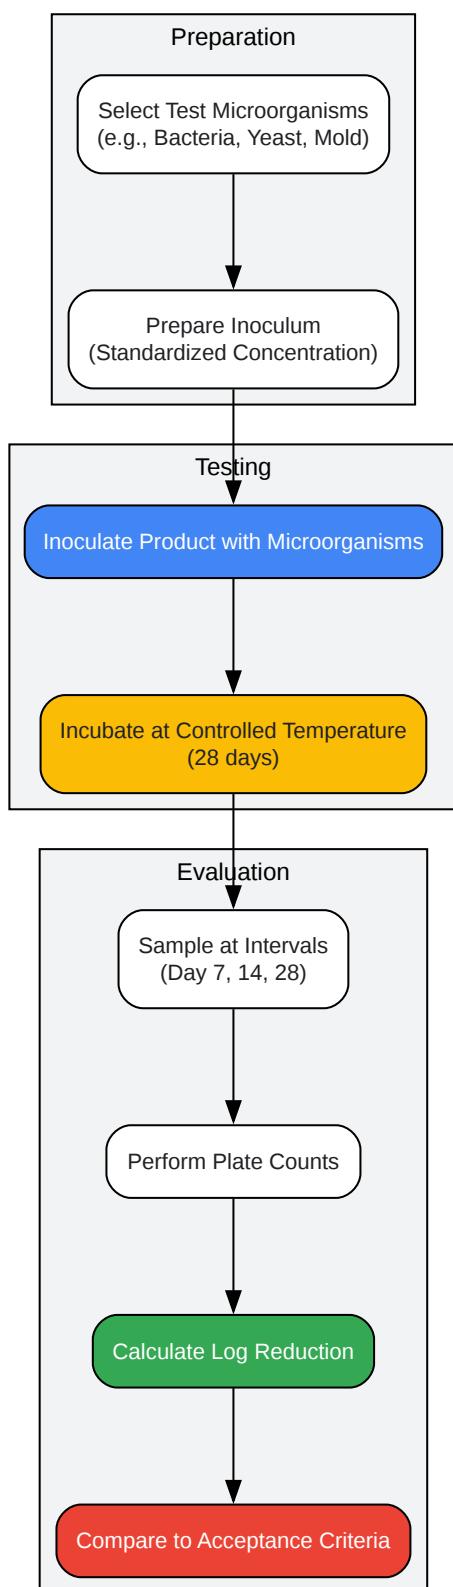 Preparation
Select Test Microorganisms
(e.g., Bacteria, Yeast, Mold)
Prepare Inoculum
(Standardized Concentration)
Testing
Inoculate Product with Microorganisms
Incubate at Controlled Temperature
(28 days)
Evaluation
Sample at Intervals
(Day 7, 14, 28)
Perform Plate Counts
Calculate Log Reduction
Compare to Acceptance Criteria